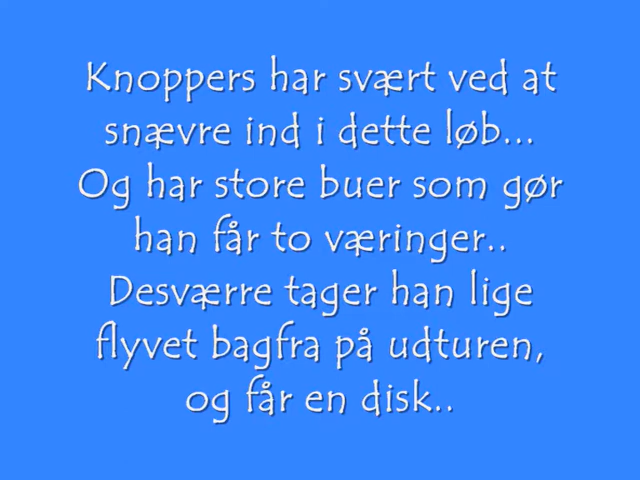 Knoppers har svært ved at
snævre ind i dette løb...
Og har store buer som gør
han får to væringer..
Desværre tager han lige
flyvet bagfra på udturen,
og får en disk..